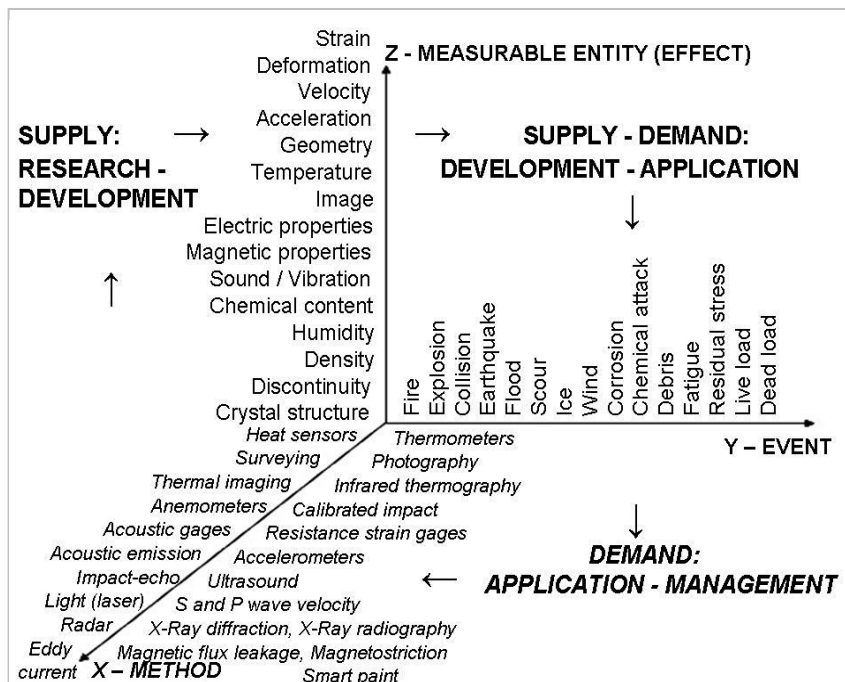 Strain
Z - MEASURABLE ENTITY (EFFECT)
Deformation
Velocity
Acceleration
SUPPLY:
RESEARCH -
DEVELOPMENT
→
→
SUPPLY - DEMAND:
DEVELOPMENT - APPLICATION
Geometry
Temperature
Image
Electric properties
Magnetic properties
Sound / Vibration
Chemical content
Humidity
Density
Discontinuity
Crystal structure
↑
↓
Fire
Explosion
Collision
Earthquake
Flood
Scour
Ice
Wind
Corrosion
Chemical attack
Debris
Fatigue
Residual stress
Live load
Dead load
Y – EVENT
Heat sensors
Surveying
Thermal imaging
Anemometers
Acoustic gages
Acoustic emission
Impact-echo
Light (laser)
Radar
Eddy
current
X – METHOD
Thermometers
Photography
Infrared thermography
Calibrated impact
Resistance strain gages
Accelerometers
Ultrasound
S and P wave velocity
X-Ray diffraction, X-Ray radiography
Magnetic flux leakage, Magnetostriction
Smart paint
↓
DEMAND:
APPLICATION - MANAGEMENT
←